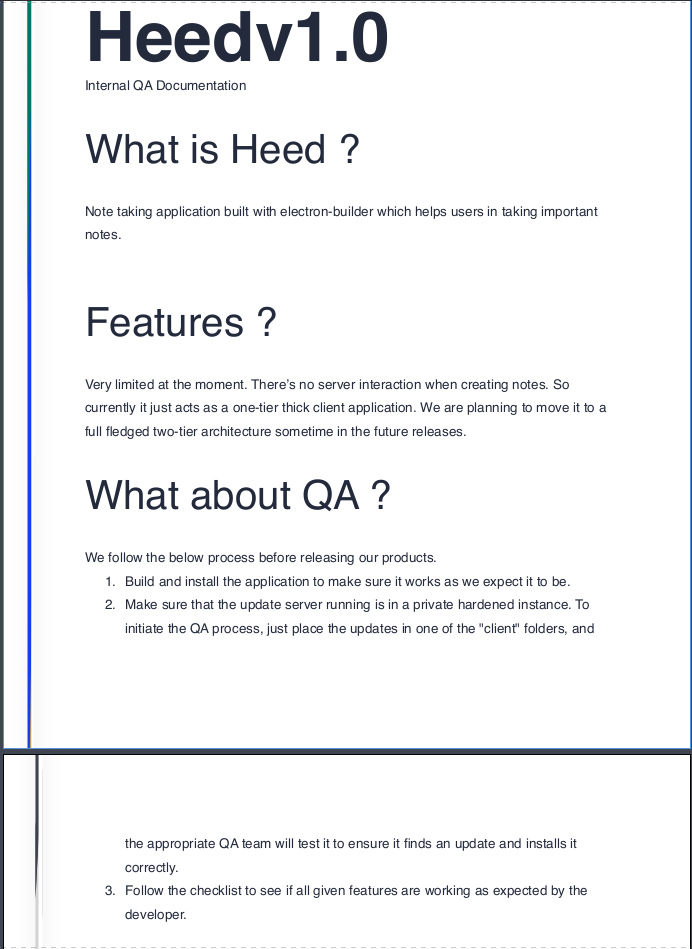 Heedv1.0
Internal QA Documentation
What is Heed ?
Note taking application built with electron-builder which helps users in taking important
notes.
Features ?
Very limited at the moment. There's no server interaction when creating notes. So
currently it just acts as a one-tier thick client application. We are planning to move it to a
full fledged two-tier architecture sometime in the future releases.
What about QA ?
We follow the below process before releasing our products.
1. Build and install the application to make sure it works as we expect it to be.
2. Make sure that the update server running is in a private hardened instance. To
initiate the QA process, just place the updates in one of the "client" folders, and
the appropriate QA team will test it to ensure it finds an update and installs it
correctly.
3. Follow the checklist to see if all given features are working as expected by the
developer.